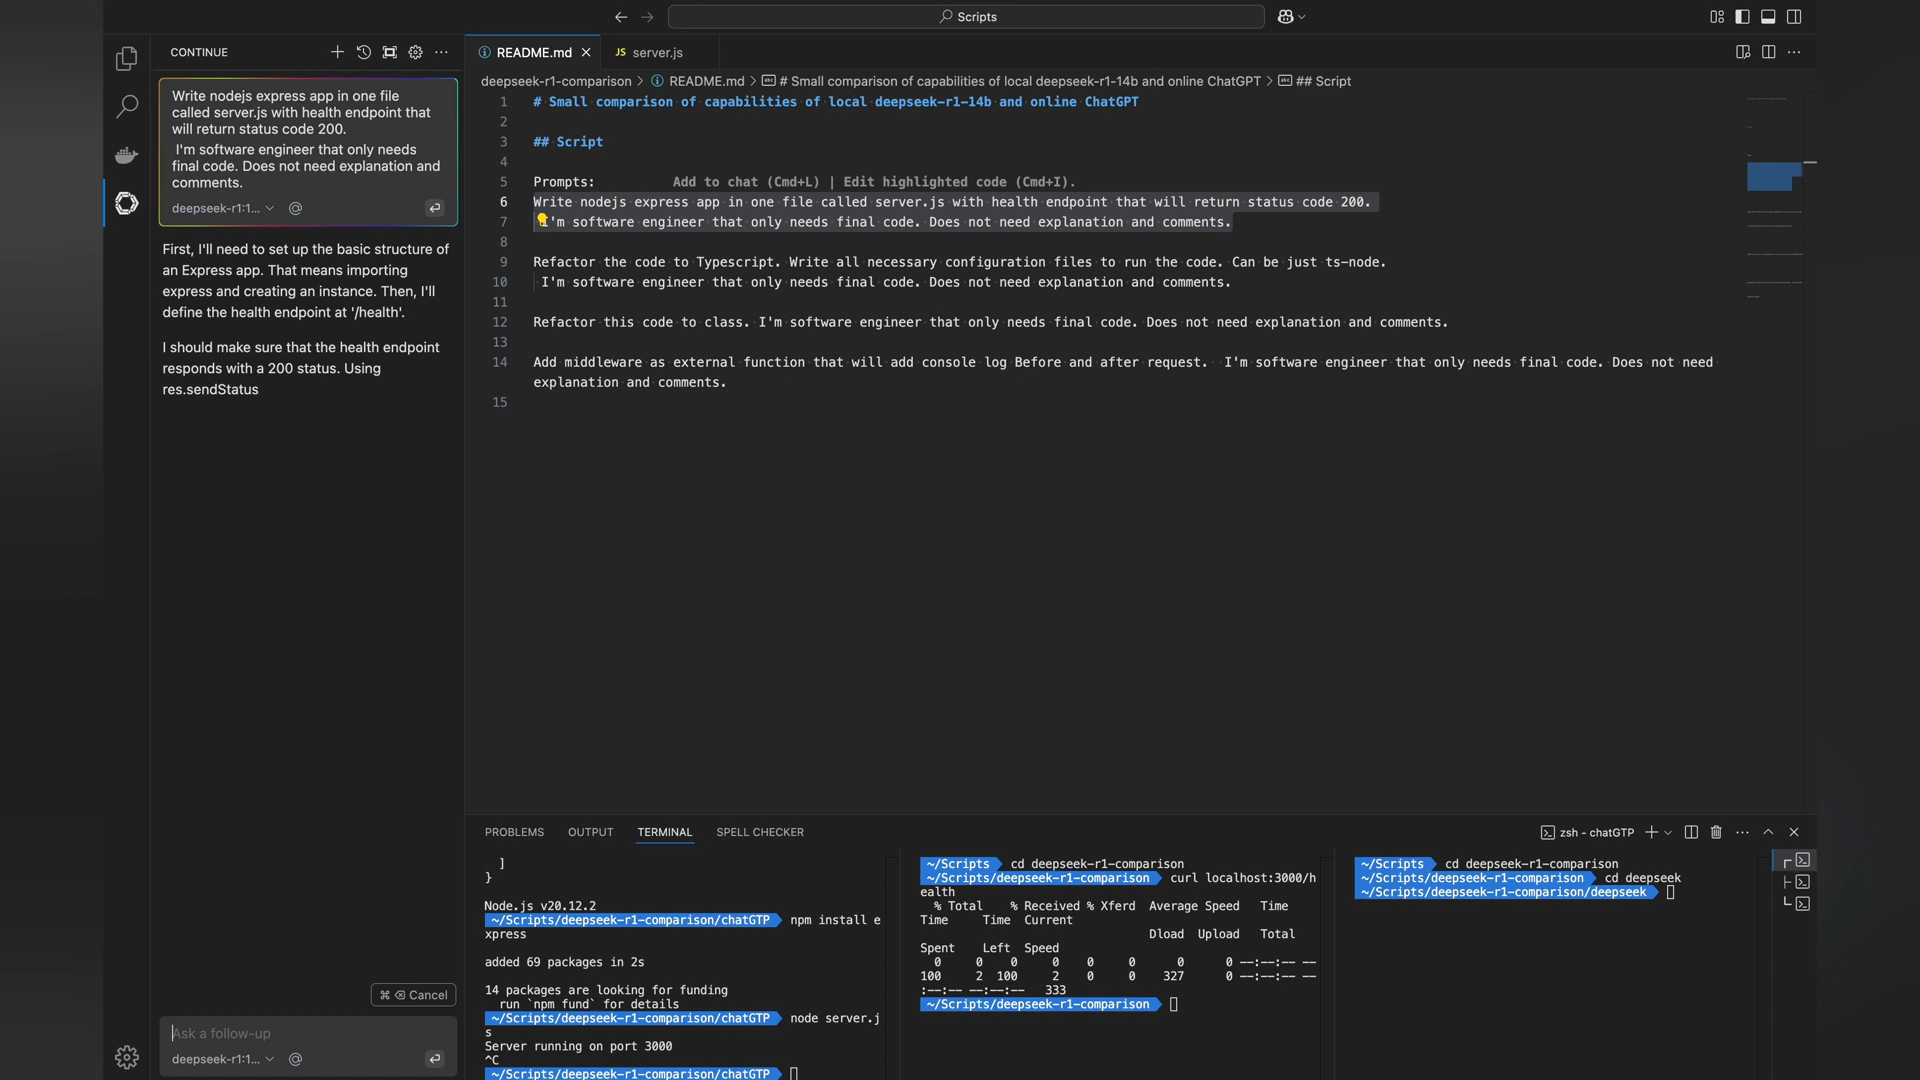 Scripts
CONTINUE
Write nodejs express app in one file
called server.js with health endpoint that
will return status code 200.
I'm software engineer that only needs
final code. Does not need explanation and
comments.
deepseek-r1:1...
First, I'll need to set up the basic structure of
an Express app. That means importing
express and creating an instance. Then, I'll
define the health endpoint at '/health'.
I should make sure that the health endpoint
responds with a 200 status. Using
res.sendStatus
⌘ ⌫ Cancel
Ask a follow-up
deepseek-r1:1...
README.md
JS server.js
deepseek-r1-comparison > README.md > # Small comparison of capabilities of local deepseek-r1-14b and online ChatGPT > ## Script
1 # Small comparison of capabilities of local deepseek-r1-14b and online ChatGPT
2
3 ## Script
4
5 Prompts: Add to chat (Cmd+L) | Edit highlighted code (Cmd+I).
6 Write nodejs express app in one file called server.js with health endpoint that will return status code 200.
7 'm software engineer that only needs final code. Does not need explanation and comments.
8
9 Refactor the code to Typescript. Write all necessary configuration files to run the code. Can be just ts-node.
10 I'm software engineer that only needs final code. Does not need explanation and comments.
11
12 Refactor this code to class. I'm software engineer that only needs final code. Does not need explanation and comments.
13
14 Add middleware as external function that will add console log Before and after request. I'm software engineer that only needs final code. Does not need
explanation and comments.
15
PROBLEMS OUTPUT TERMINAL SPELL CHECKER
zsh - chatGTP
]
}
Node.js v20.12.2
~/Scripts/deepseek-r1-comparison/chatGTP npm install e
xpress
added 69 packages in 2s
14 packages are looking for funding
run `npm fund` for details
~/Scripts/deepseek-r1-comparison/chatGTP node server.j
s
Server running on port 3000
^C
~/Scripts/deepseek-r1-comparison/chatGTP
~/Scripts cd deepseek-r1-comparison
~/Scripts/deepseek-r1-comparison curl localhost:3000/h
ealth
% Total % Received % Xferd Average Speed Time
Time Time Current
Dload Upload Total
Spent Left Speed
0 0 0 0 0 0 0 0 --:--:-- --
100 2 100 2 0 0 327 0 --:--:-- --
:--:-- --:--:-- 333
~/Scripts/deepseek-r1-comparison
~/Scripts cd deepseek-r1-comparison
~/Scripts/deepseek-r1-comparison cd deepseek
~/Scripts/deepseek-r1-comparison/deepseek